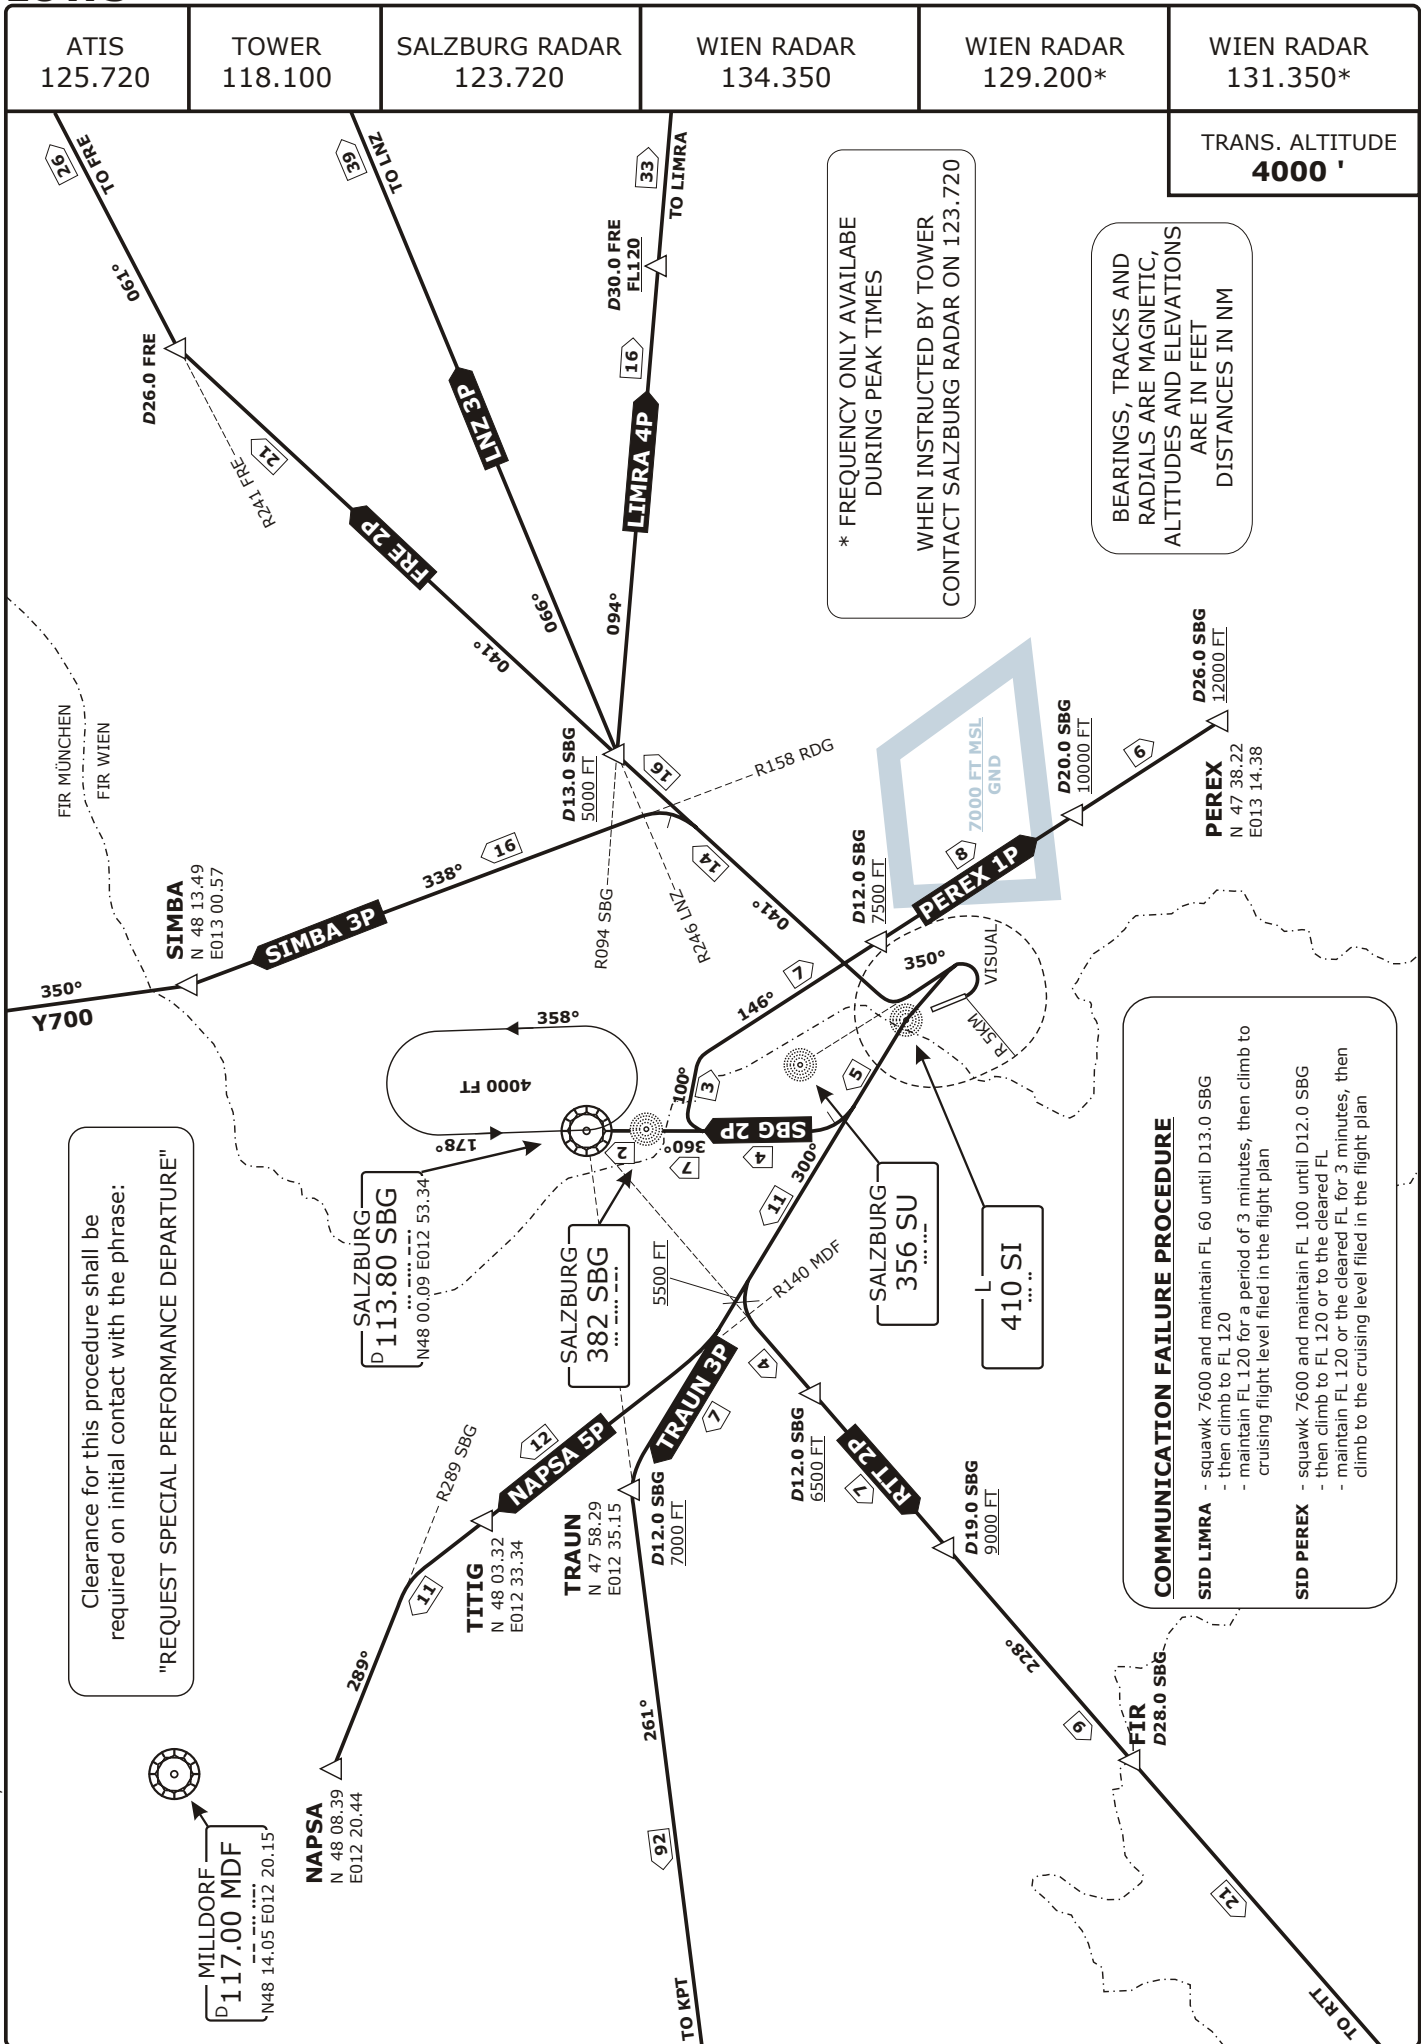 ATIS
125.720
TOWER
118.100
SALZBURG RADAR
123.720
WIEN RADAR
134.350
WIEN RADAR
129.200*
WIEN RADAR
131.350*
TRANS. ALTITUDE
4000 '
26
TO FRE
061°
D26.0 FRE
R241 FRE
21
FRE 2P
041°
39
TO LNZ
LNZ 3P
066°
33
TO LIMRA
D30.0 FRE
FL120
16
LIMRA 4P
094°
* FREQUENCY ONLY AVAILABE
DURING PEAK TIMES
WHEN INSTRUCTED BY TOWER
CONTACT SALZBURG RADAR ON 123.720
BEARINGS, TRACKS AND
RADIALS ARE MAGNETIC,
ALTITUDES AND ELEVATIONS
ARE IN FEET
DISTANCES IN NM
FIR MÜNCHEN
FIR WIEN
D13.0 SBG
5000 FT
16
R158 RDG
14
041°
R094 SBG
R246 LNZ
SIMBA
N 48 13.49
E013 00.57
SIMBA 3P
338°
16
350°
Y700
7000 FT MSL
GND
D26.0 SBG
12000 FT
PEREX
N 47 38.22
E013 14.38
6
D20.0 SBG
10000 FT
8
PEREX 1P
D12.0 SBG
7500 FT
7
146°
350°
VISUAL
R 5KM
358°
4000 FT
178°
100°
3
SBG 2P
360°
2
7
4
5
300°
11
SALZBURG
D 113.80 SBG
N48 00.09 E012 53.34
SALZBURG
382 SBG
SALZBURG
356 SU
L
410 SI
5500 FT
R140 MDF
4
TRAUN 3P
7
NAPSA 5P
12
R289 SBG
11
289°
TITIG
N 48 03.32
E012 33.34
TRAUN
N 47 58.29
E012 35.15
D12.0 SBG
7000 FT
D12.0 SBG
6500 FT
RTT 2P
7
D19.0 SBG
9000 FT
228°
9
FIR
D28.0 SBG
21
TO RTT
261°
92
TO KPT
NAPSA
N 48 08.39
E012 20.44
MILLDORF
D 117.00 MDF
N48 14.05 E012 20.15
Clearance for this procedure shall be
required on initial contact with the phrase:
"REQUEST SPECIAL PERFORMANCE DEPARTURE"
COMMUNICATION FAILURE PROCEDURE
SID LIMRA - squawk 7600 and maintain FL 60 until D13.0 SBG
- then climb to FL 120
- maintain FL 120 for a period of 3 minutes, then climb to
cruising flight level filed in the flight plan
SID PEREX - squawk 7600 and maintain FL 100 until D12.0 SBG
- then climb to FL 120 or to the cleared FL
- maintain FL 120 or the cleared FL for 3 minutes, then
climb to the cruising level filed in the flight plan